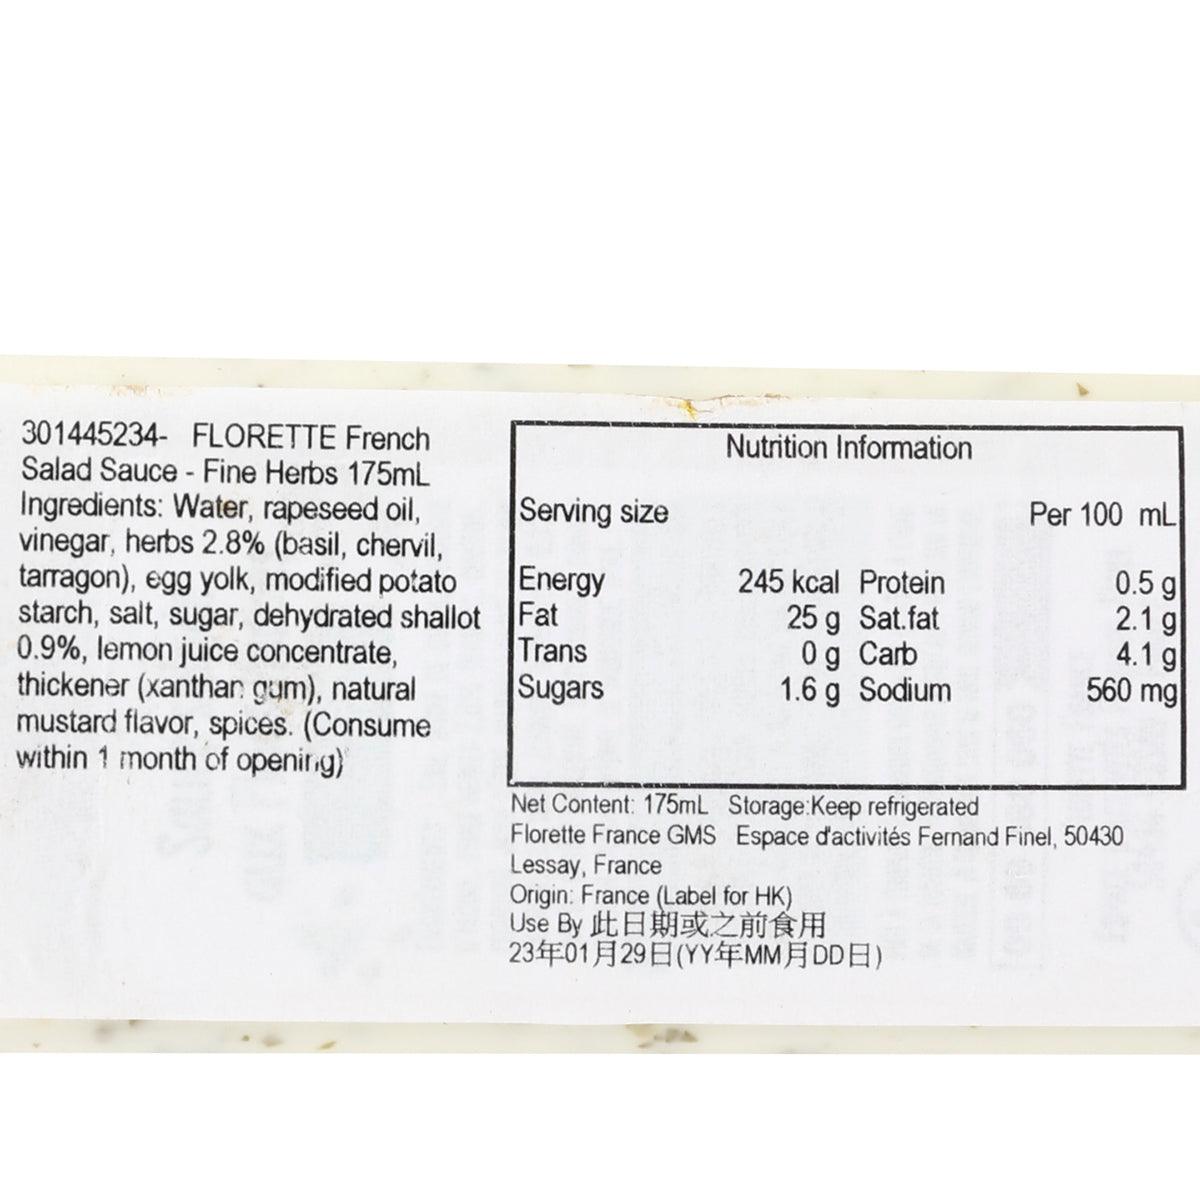 301445234- FLORETTE French
Salad Sauce - Fine Herbs 175mL
Ingredients: Water, rapeseed oil,
vinegar, herbs 2.8% (basil, chervil,
tarragon), egg yolk, modified potato
starch, salt, sugar, dehydrated shallot
0.9%, lemon juice concentrate,
thickener (xanthan gum), natural
mustard flavor, spices. (Consume
within 1 month of opening)
Nutrition Information
Serving size Per 100 mL
Energy 245 kcal Protein 0.5 g
Fat 25 g Sat.fat 2.1 g
Trans 0 g Carb 4.1 g
Sugars 1.6 g Sodium 560 mg
Net Content: 175mL Storage:Keep refrigerated
Florette France GMS Espace d'activités Fernand Finel, 50430
Lessay, France
Origin: France (Label for HK)
Use By 此日期或之前食用
23年01月29日(YY年MM月DD日)